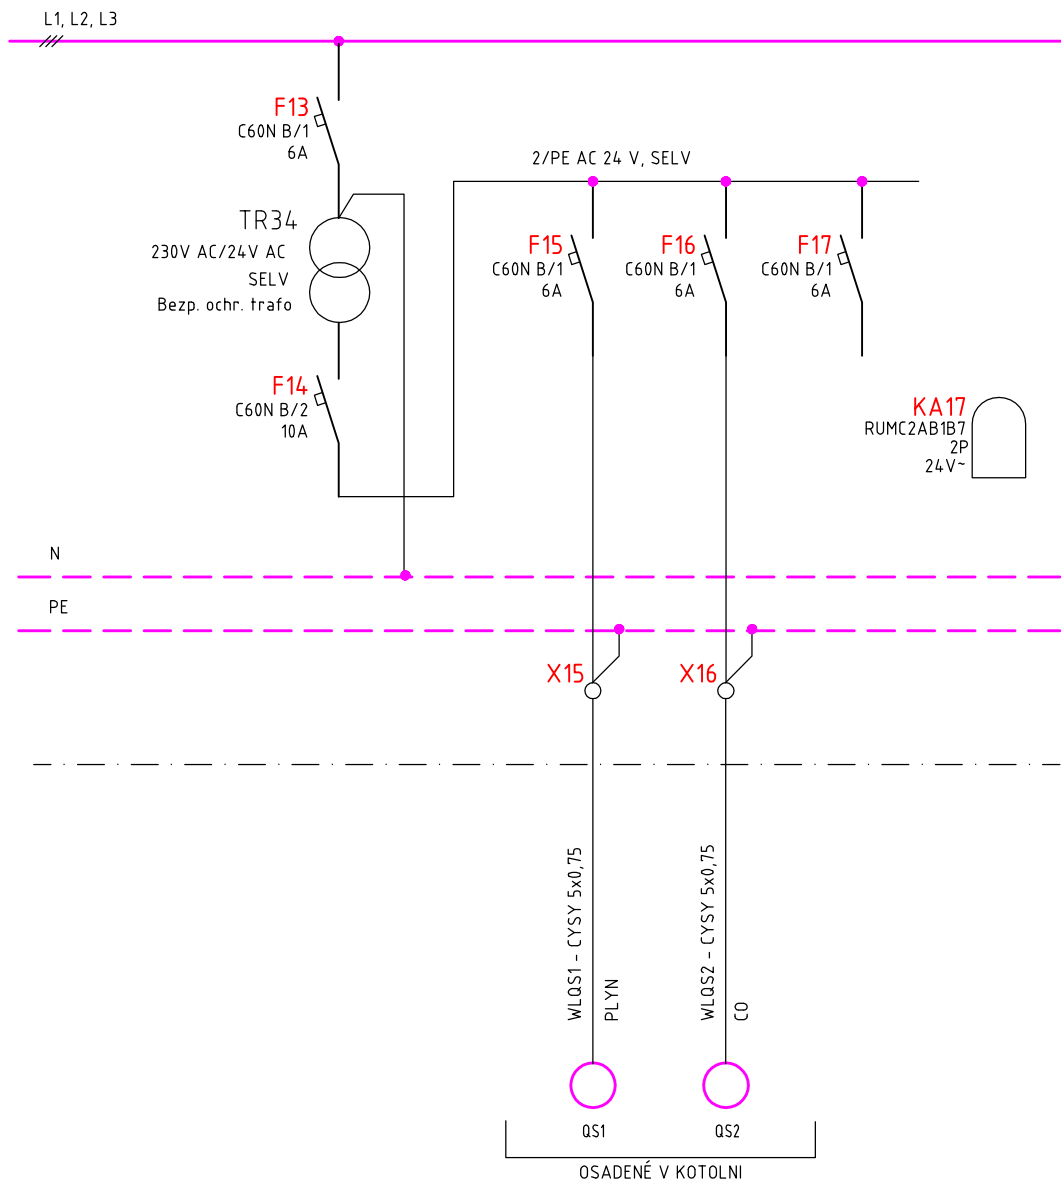 L1, L2, L3
F13
C60N B/1
6A
2/PE AC 24 V, SELV
TR34
230V AC/24V AC
SELV
Bezp. ochr. trafo
F15
C60N B/1
6A
F16
C60N B/1
6A
F17
C60N B/1
6A
F14
C60N B/2
10A
KA17
RUMC2AB1B7
2P
24V~
N
PE
X15
X16
WLQS1 - CYSY 5x0,75
PLYN
WLQS2 - CYSY 5x0,75
CO
QS1
QS2
OSADENÉ V KOTOLNI